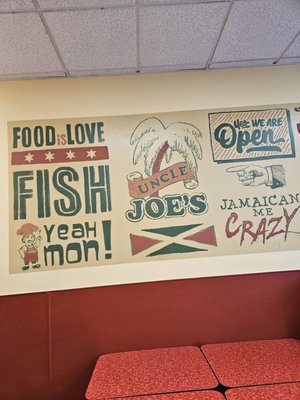 FOOD is LOVE
FISH
Yeah
mon!
UNCLE
JOE'S
YES! WE ARE
Open
JAMAICAN
ME
CRAZY